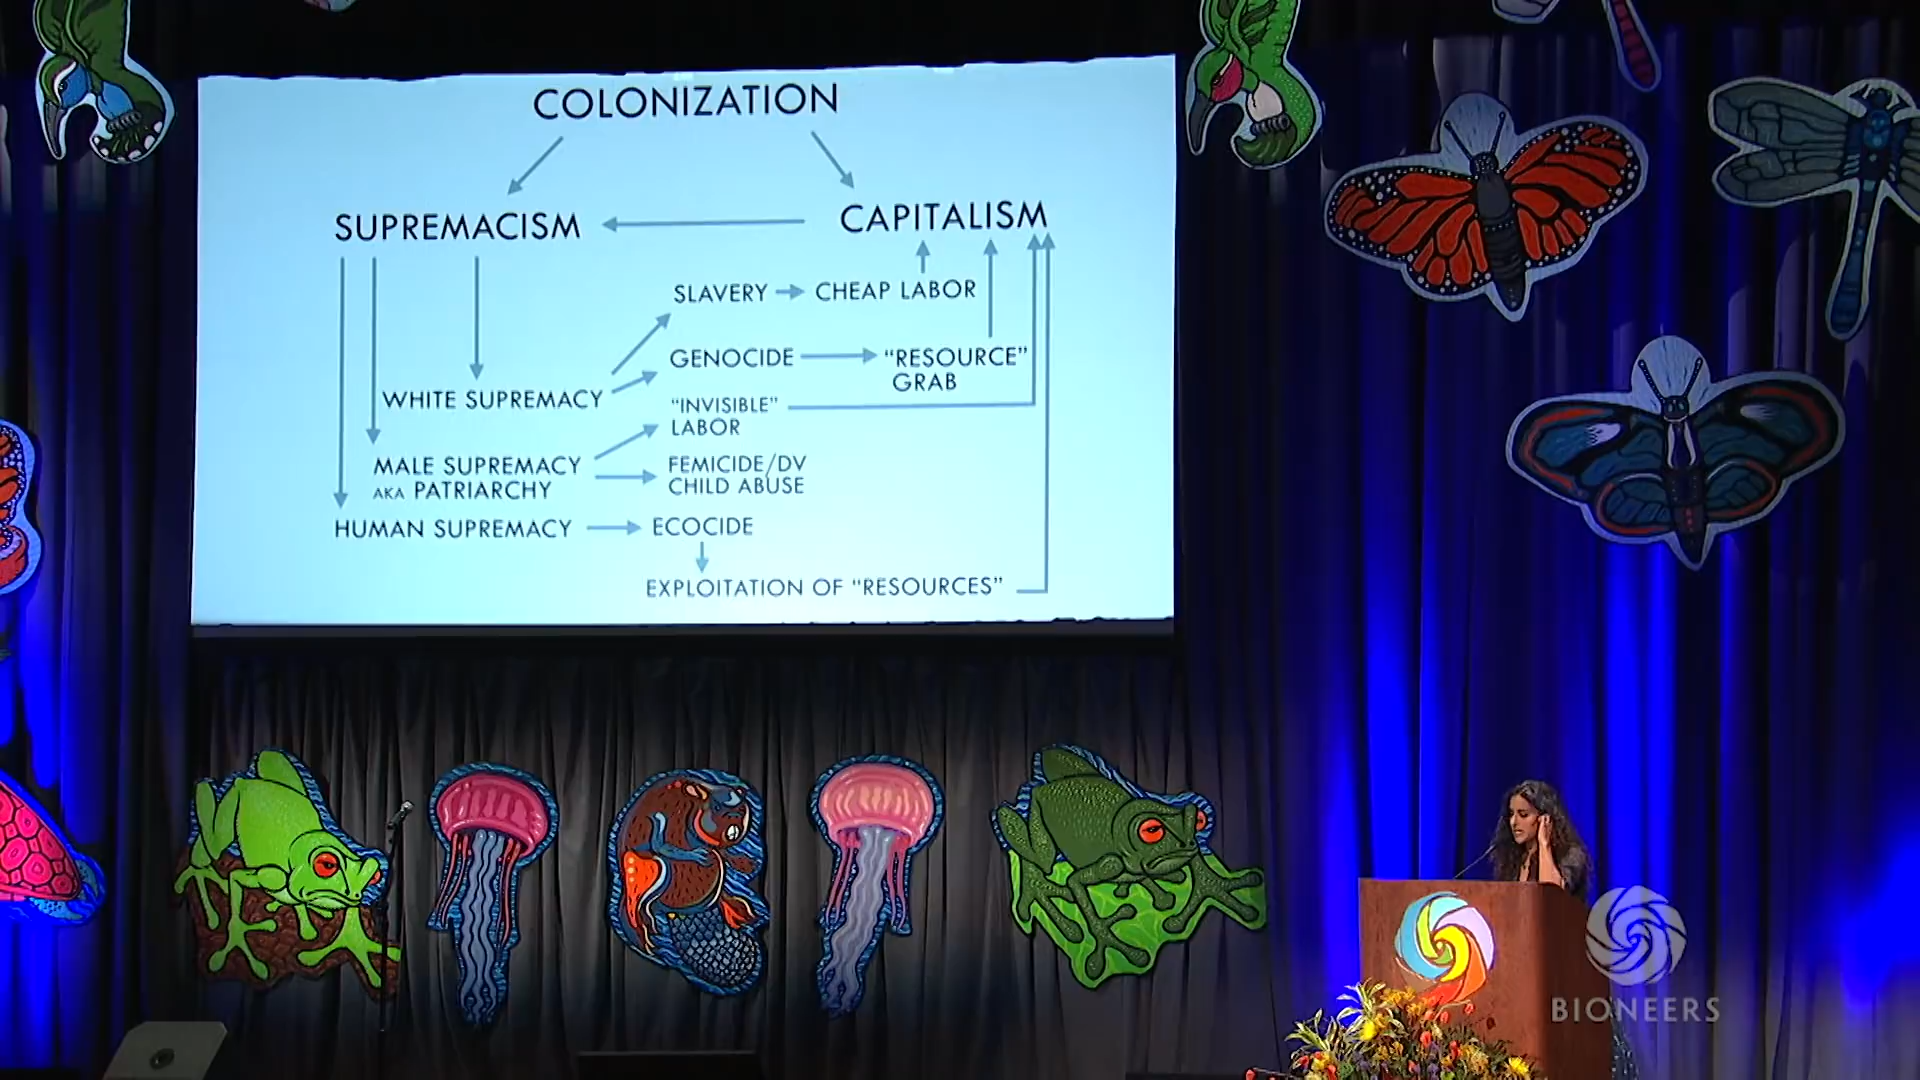 COLONIZATION
SUPREMACISM
CAPITALISM
SLAVERY
CHEAP LABOR
GENOCIDE
"RESOURCE"
GRAB
WHITE SUPREMACY
"INVISIBLE"
LABOR
MALE SUPREMACY
AKA PATRIARCHY
FEMICIDE/DV
CHILD ABUSE
HUMAN SUPREMACY
ECOCIDE
EXPLOITATION OF "RESOURCES"
BIONEERS